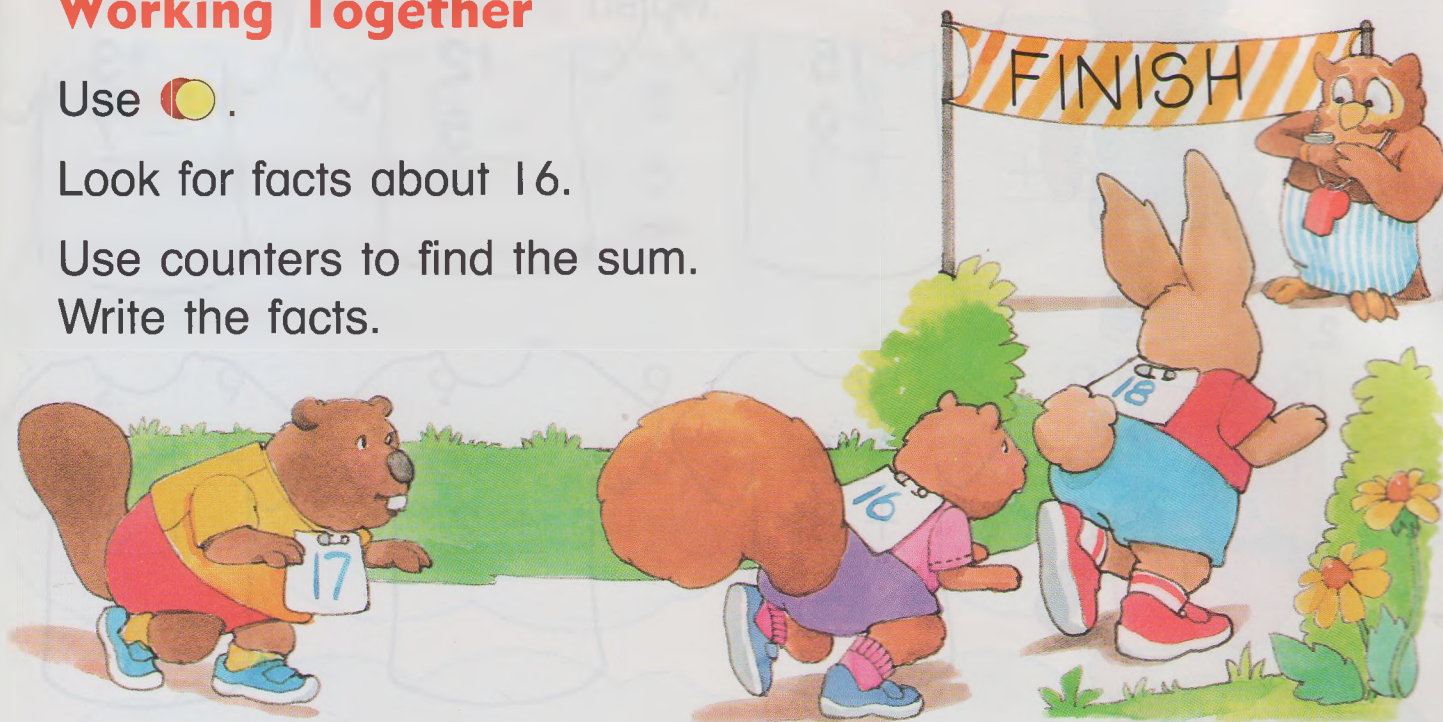 Working Together
Use .
Look for facts about 16.
Use counters to find the sum.
Write the facts.
FINISH
18
16
17